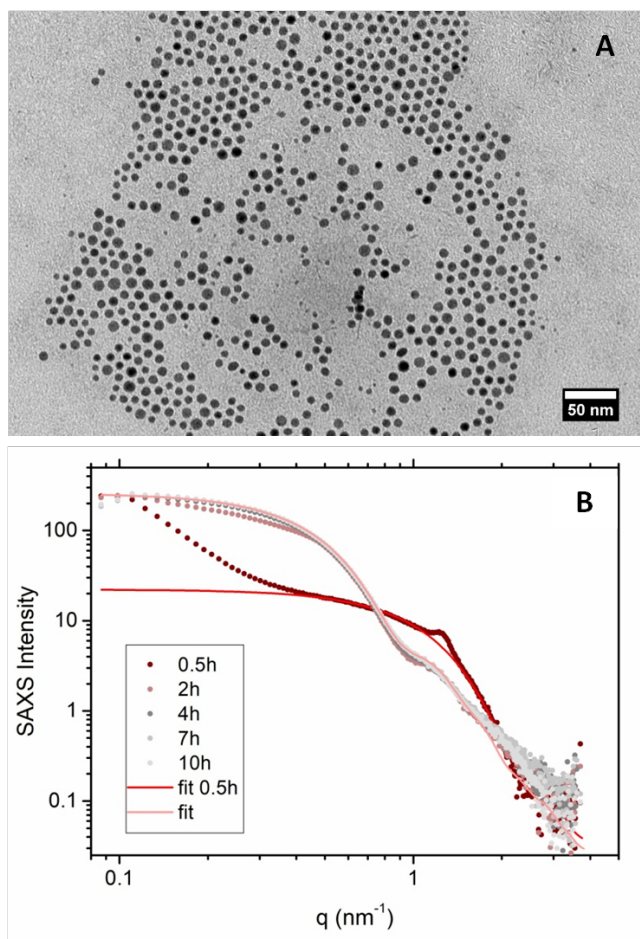 A
50 nm
B
100
10
1
0.1
SAXS Intensity
0.5h
2h
4h
7h
10h
fit 0.5h
fit
0.1
1
q (nm⁻¹)